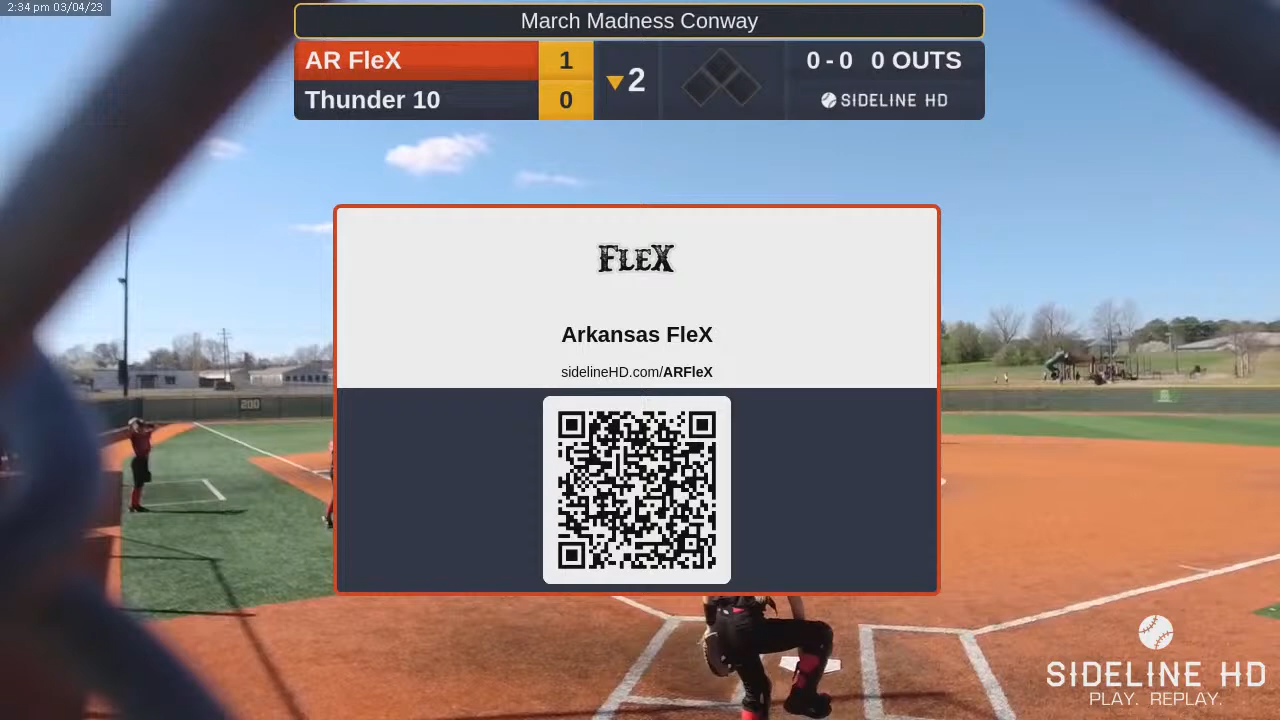 2:34 pm 03/04/23
March Madness Conway
AR FleX 1
Thunder 10 0
▼2
0 - 0 0 OUTS
SIDELINE HD
FLEX
Arkansas FleX
sidelineHD.com/ARFleX
200
SIDELINE HD
PLAY. REPLAY.